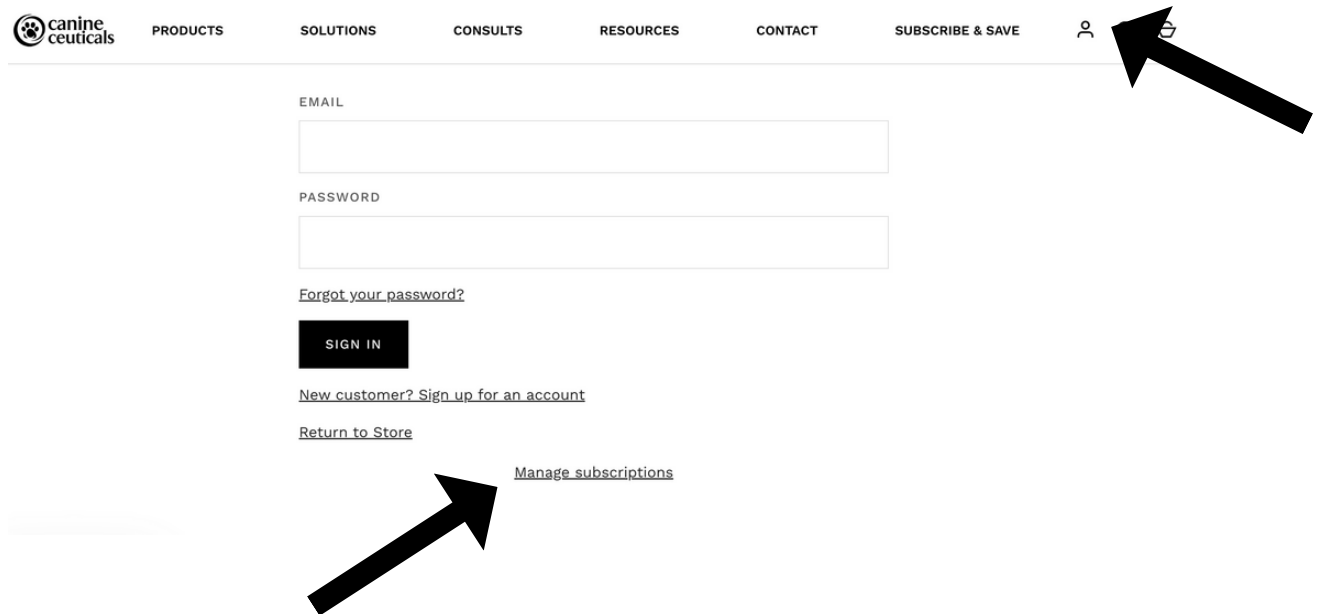 canine
ceuticals
PRODUCTS
SOLUTIONS
CONSULTS
RESOURCES
CONTACT
SUBSCRIBE & SAVE
EMAIL
PASSWORD
Forgot your password?
SIGN IN
New customer? Sign up for an account
Return to Store
Manage subscriptions